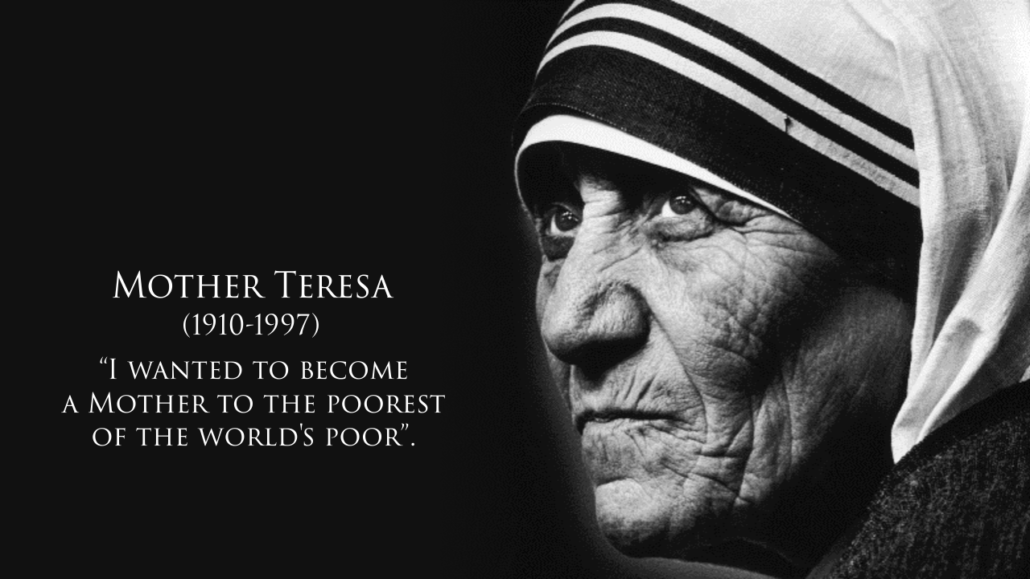 Mother Teresa
(1910-1997)
“I wanted to become
a Mother to the poorest
of the world's poor”.